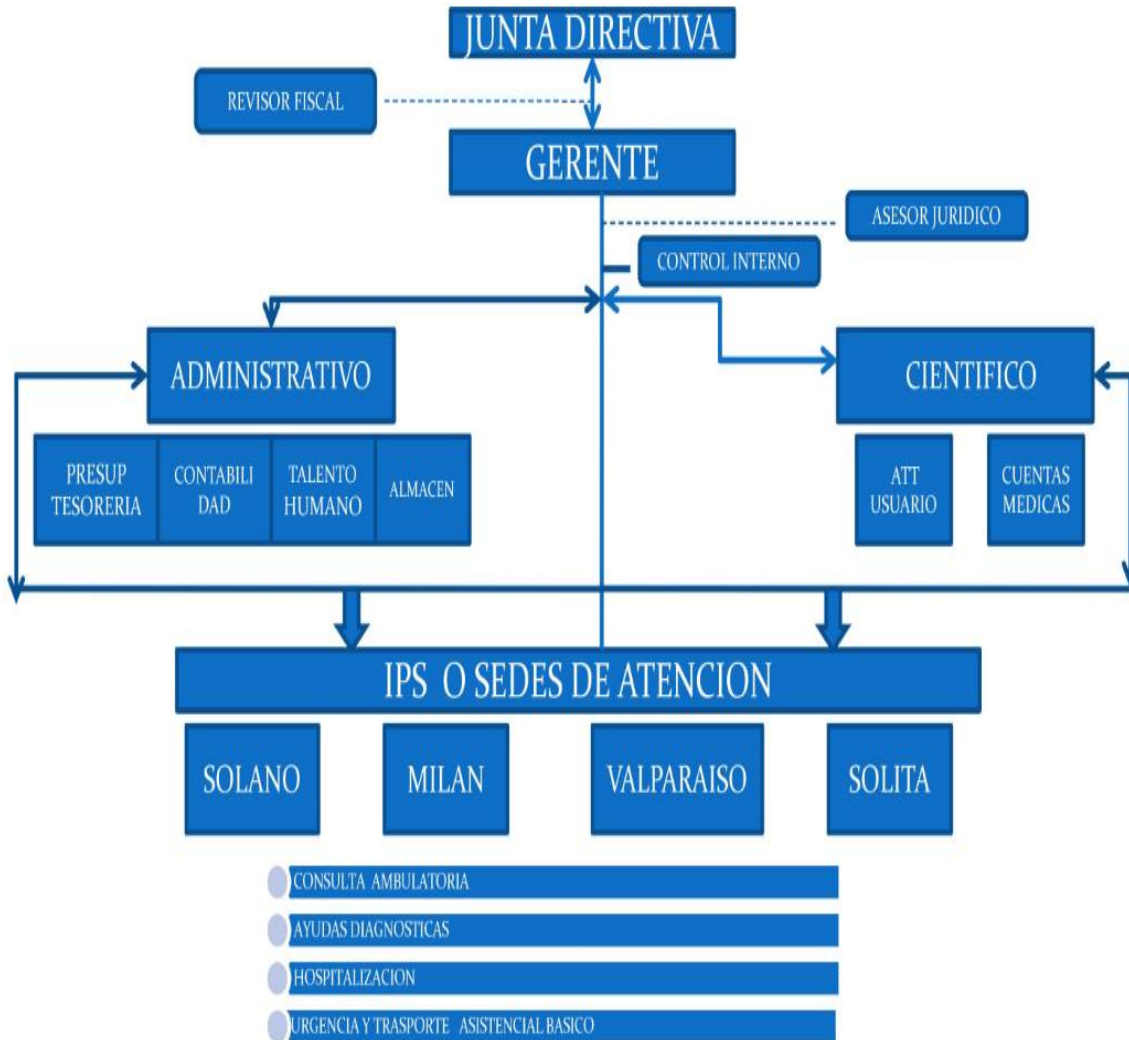 JUNTA DIRECTIVA
REVISOR FISCAL
GERENTE
ASESOR JURIDICO
CONTROL INTERNO
ADMINISTRATIVO
CIENTIFICO
PRESUP
TESORERIA
CONTABILI
DAD
TALENTO
HUMANO
ALMACEN
ATT
USUARIO
CUENTAS
MEDICAS
IPS O SEDES DE ATENCION
SOLANO
MILAN
VALPARAISO
SOLITA
CONSULTA AMBULATORIA
AYUDAS DIAGNOSTICAS
HOSPITALIZACION
URGENCIA Y TRASPORTE ASISTENCIAL BASICO